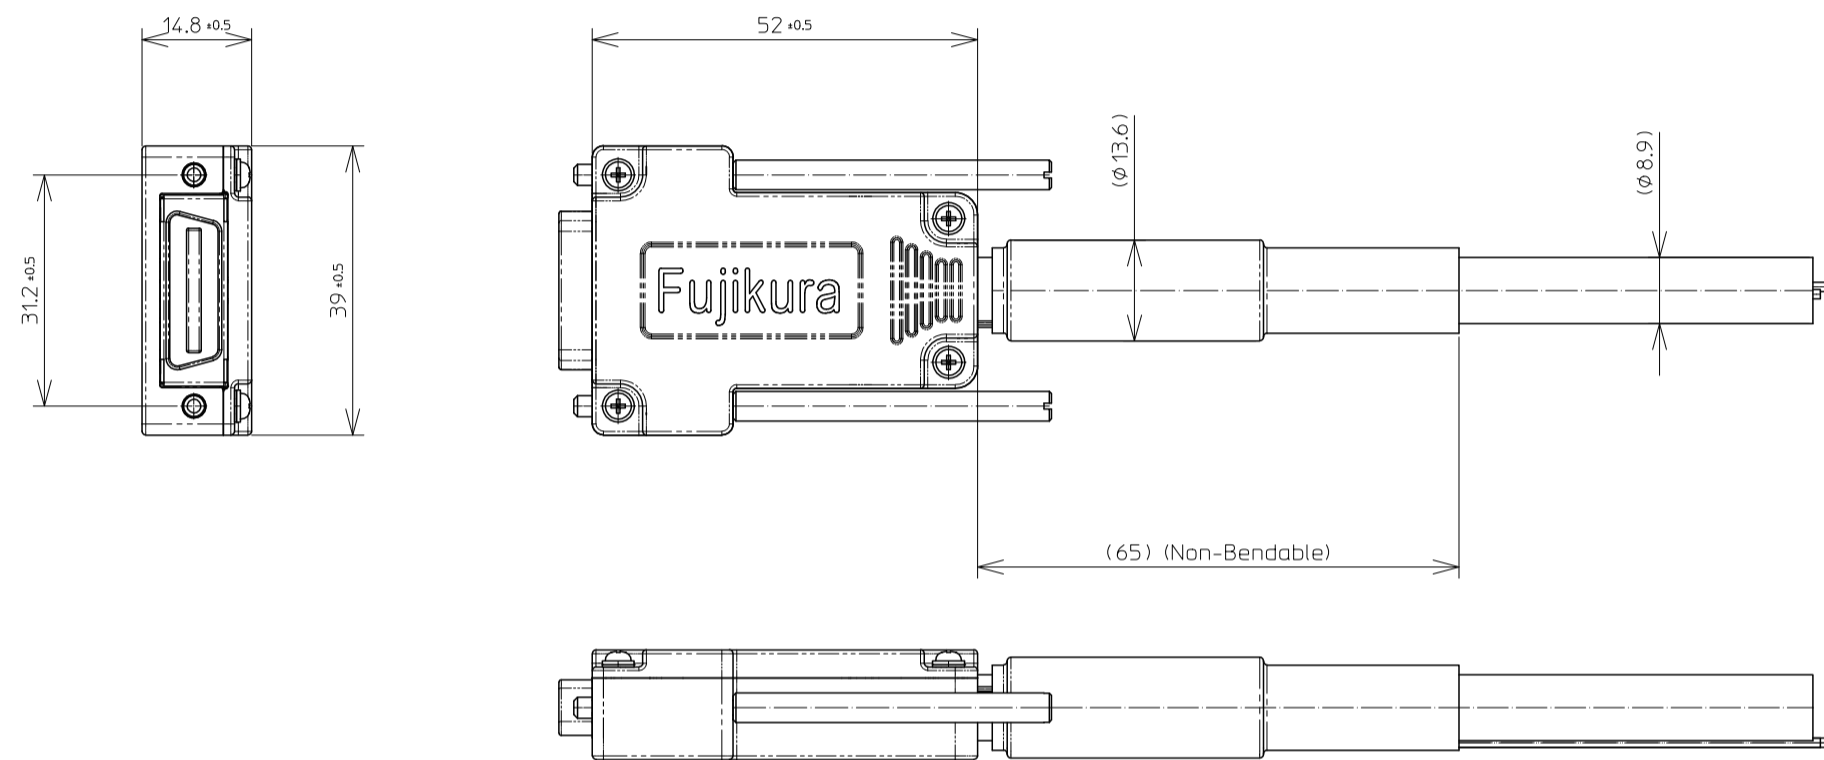 14.8 ±0.5
52 ±0.5
(φ13.6)
(φ8.9)
31.2 ±0.5
39 ±0.5
Fujikura
(65) (Non-Bendable)